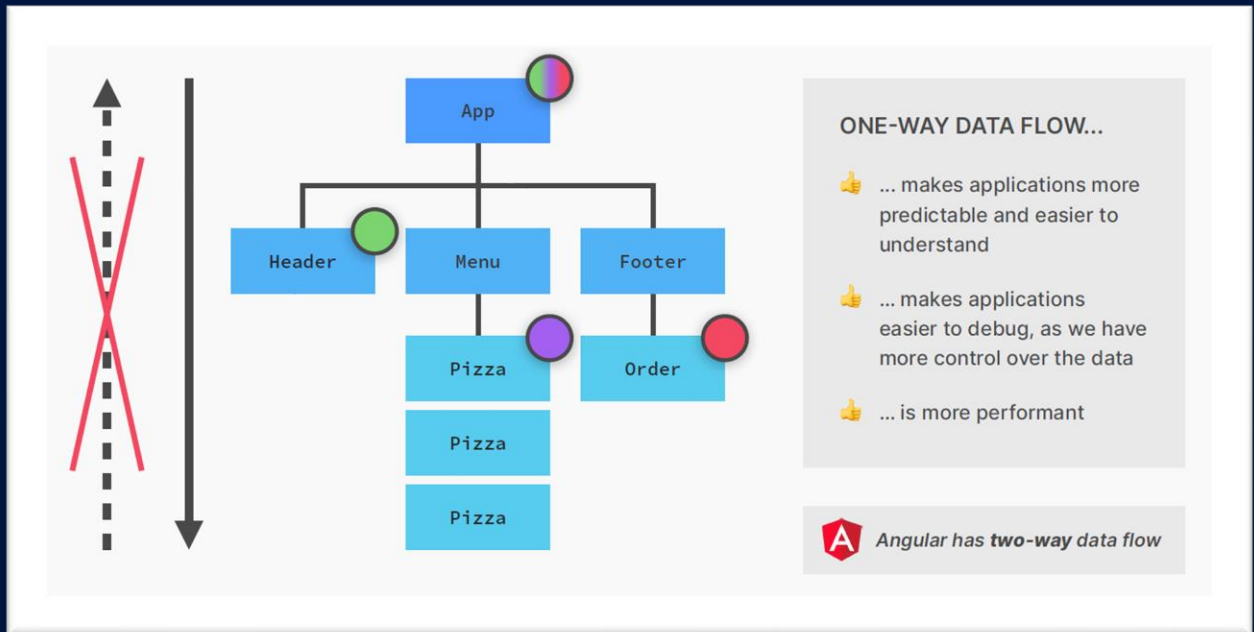 App
Header
Menu
Footer
Pizza
Order
Pizza
Pizza
ONE-WAY DATA FLOW...
... makes applications more
predictable and easier to
understand
... makes applications
easier to debug, as we have
more control over the data
... is more performant
A
Angular has two-way data flow